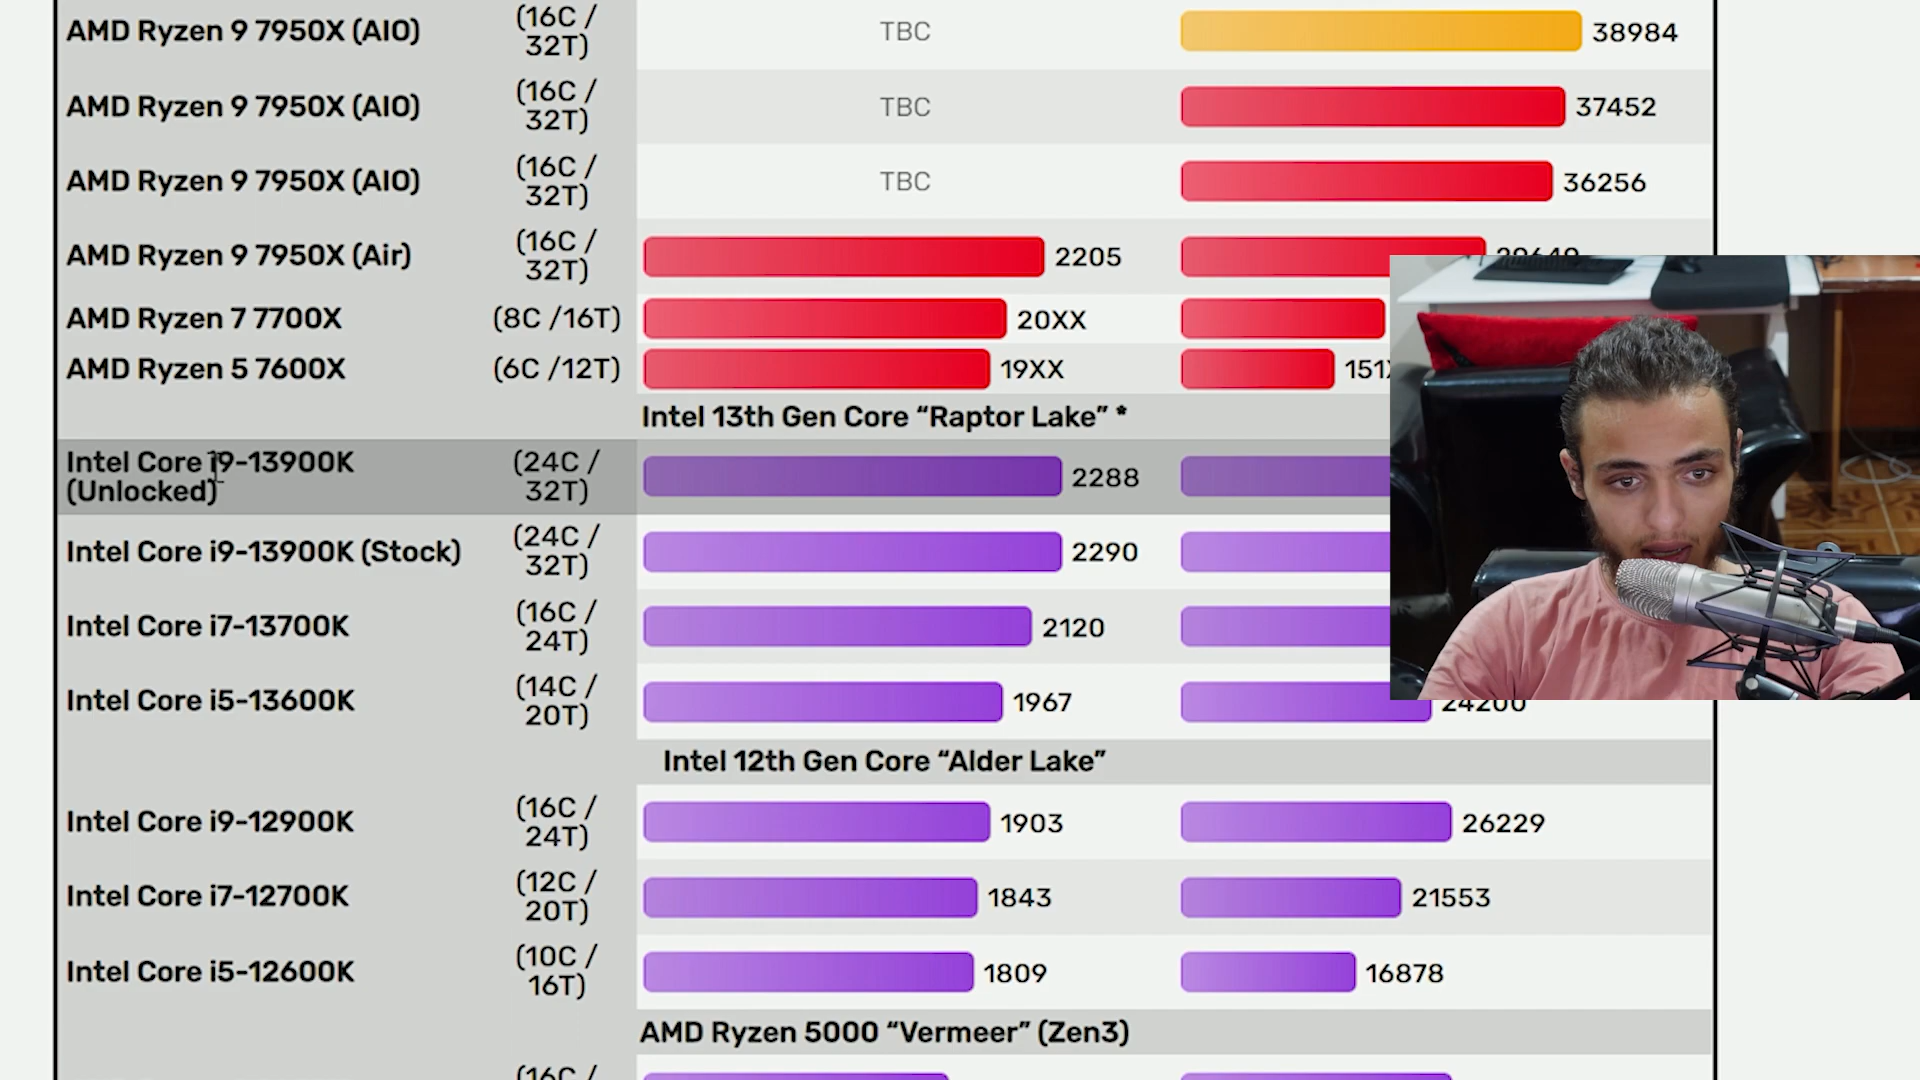 AMD Ryzen 9 7950X (AIO) (16C / 32T) TBC 38984
AMD Ryzen 9 7950X (AIO) (16C / 32T) TBC 37452
AMD Ryzen 9 7950X (AIO) (16C / 32T) TBC 36256
AMD Ryzen 9 7950X (Air) (16C / 32T) 2205
AMD Ryzen 7 7700X (8C /16T) 20XX
AMD Ryzen 5 7600X (6C /12T) 19XX 151
Intel 13th Gen Core “Raptor Lake” *
Intel Core i9-13900K (Unlocked) (24C / 32T) 2288
Intel Core i9-13900K (Stock) (24C / 32T) 2290
Intel Core i7-13700K (16C / 24T) 2120
Intel Core i5-13600K (14C / 20T) 1967 24200
Intel 12th Gen Core “Alder Lake”
Intel Core i9-12900K (16C / 24T) 1903 26229
Intel Core i7-12700K (12C / 20T) 1843 21553
Intel Core i5-12600K (10C / 16T) 1809 16878
AMD Ryzen 5000 “Vermeer” (Zen3)
(16C /